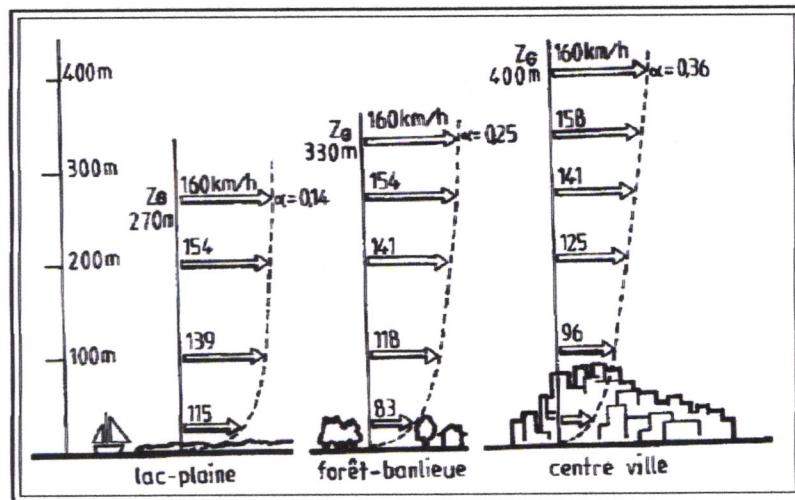 400m
300m
200m
100m
ZG
270m
160km/h
α=0,14
154
139
115
lac-plaine
ZG
330m
160km/h
α=0,25
154
141
118
83
forêt-banlieue
ZG
400m
160km/h
α=0,36
158
141
125
96
centre ville